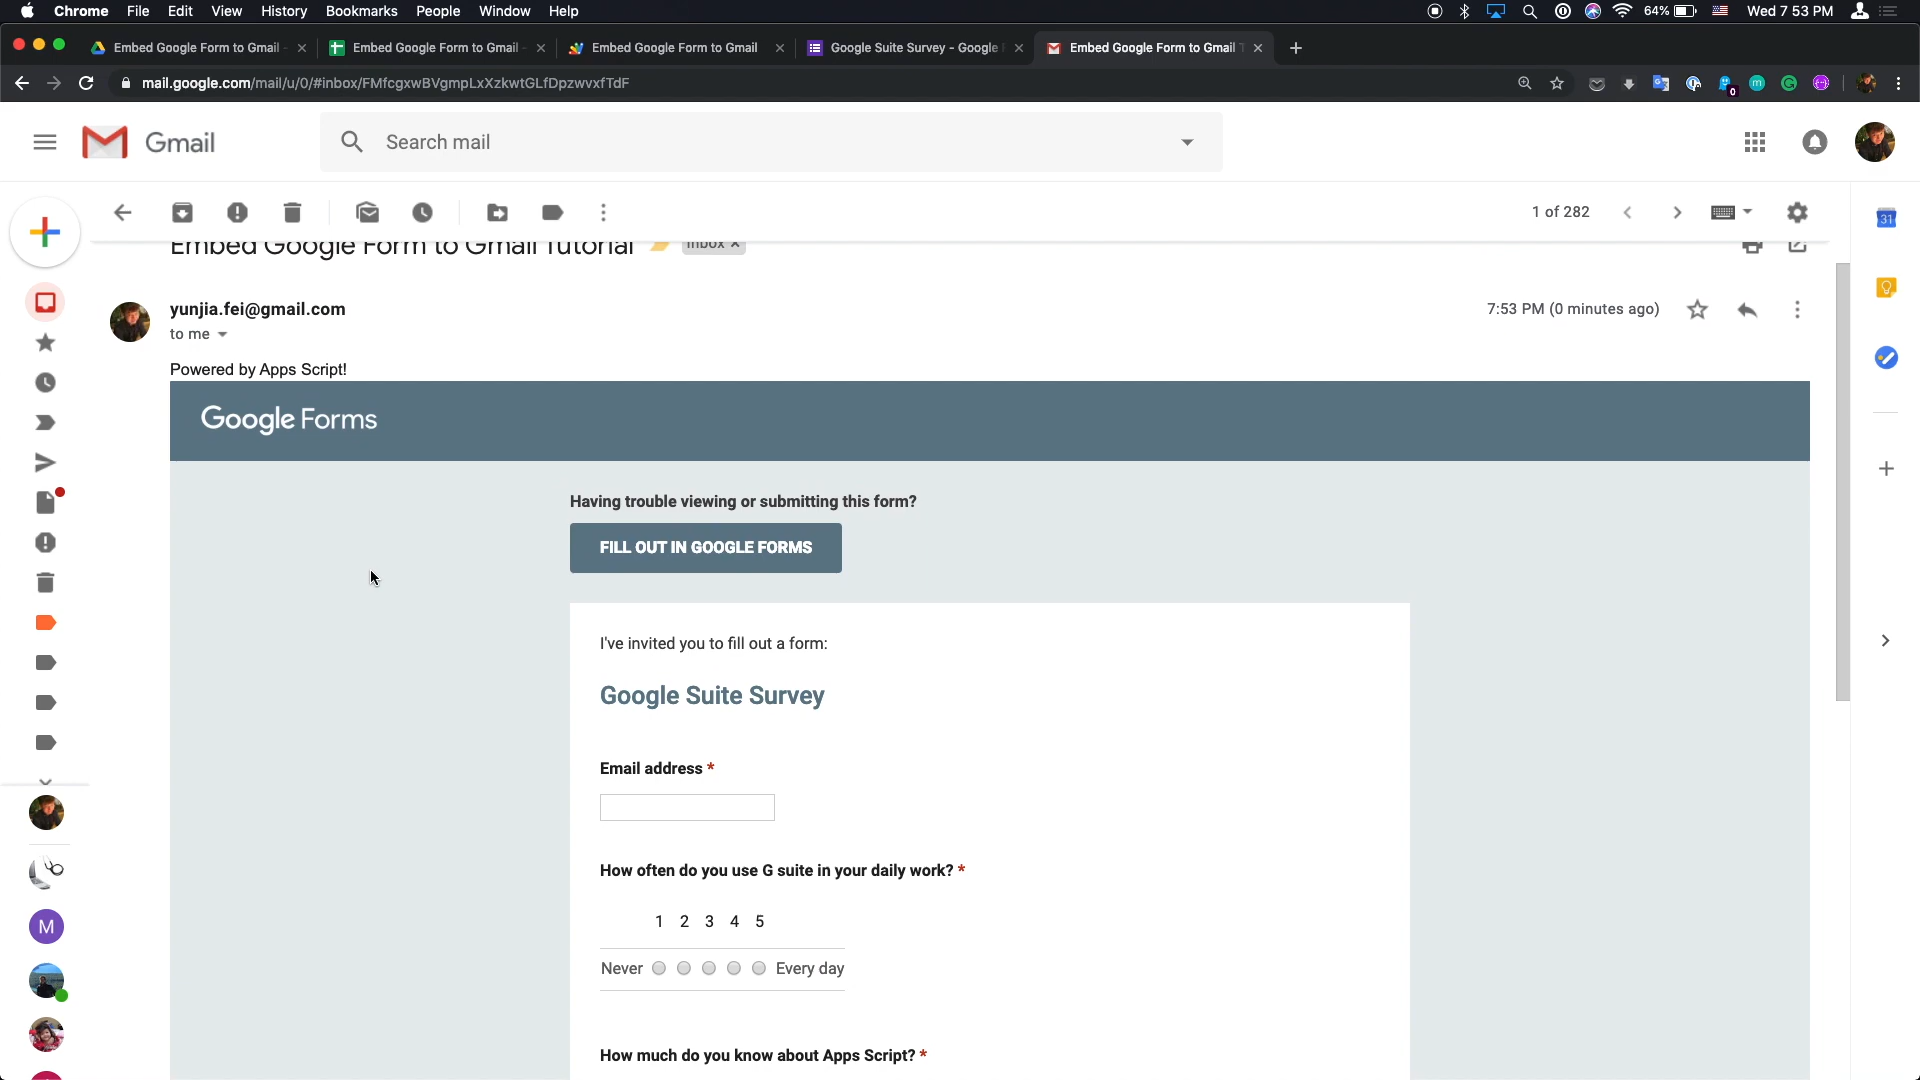 Chrome File Edit View History Bookmarks People Window Help 64% Wed 7 53 PM
Embed Google Form to Gmail - Embed Google Form to Gmail - Embed Google Form to Gmail Google Suite Survey - Google F Embed Google Form to Gmail T
mail.google.com/mail/u/0/#inbox/FMfcgxwBVgmpLxXzkwtGLfDpzwvxfTdF 0
Gmail Search mail
1 of 282 31
Embed Google Form to Gmail Tutorial Inbox x
yunjia.fei@gmail.com 7:53 PM (0 minutes ago)
to me
Powered by Apps Script!
Google Forms
Having trouble viewing or submitting this form?
FILL OUT IN GOOGLE FORMS
I've invited you to fill out a form:
Google Suite Survey
Email address *
How often do you use G suite in your daily work? *
1 2 3 4 5
M
Never Every day
How much do you know about Apps Script? *